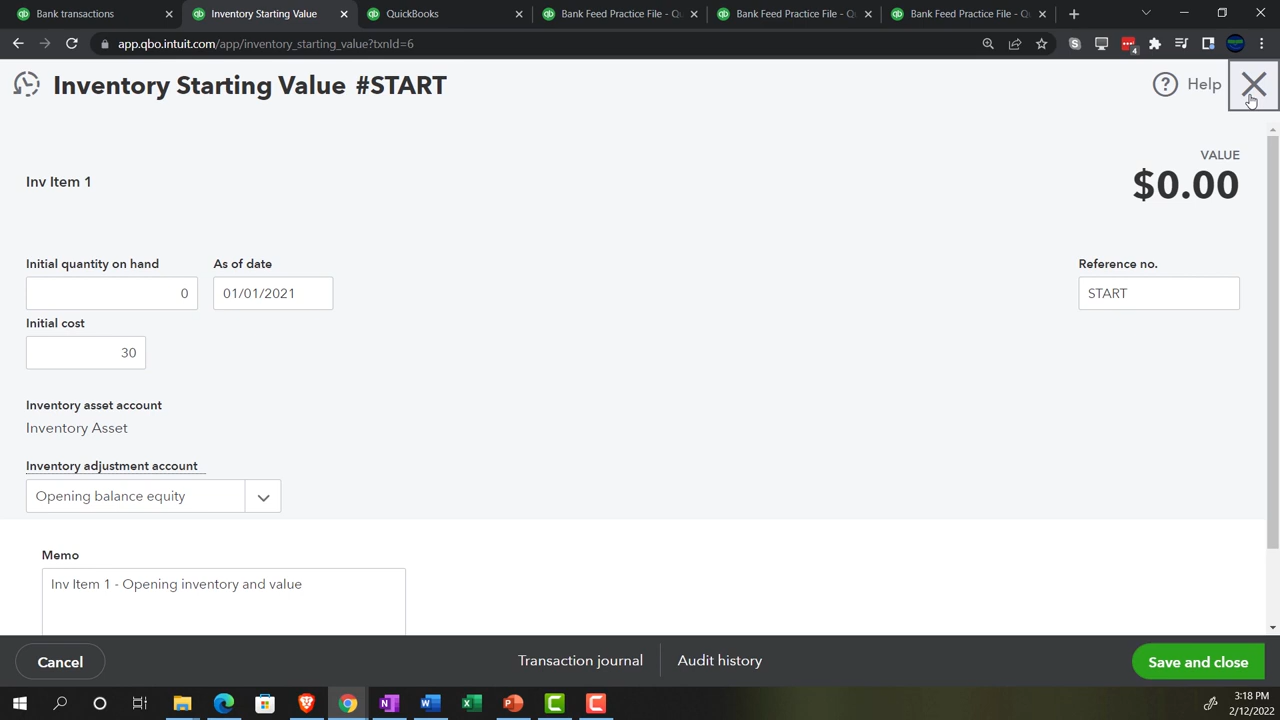 Bank transactions
Inventory Starting Value
QuickBooks
Bank Feed Practice File - Qu
Bank Feed Practice File - Qu
Bank Feed Practice File - Qu
app.qbo.intuit.com/app/inventory_starting_value?txnId=6
4
Inventory Starting Value #START
Help
Inv Item 1
VALUE
$0.00
Initial quantity on hand
As of date
Reference no.
0
01/01/2021
START
Initial cost
30
Inventory asset account
Inventory Asset
Inventory adjustment account
Opening balance equity
Memo
Inv Item 1 - Opening inventory and value
Cancel
Transaction journal
Audit history
Save and close
3:18 PM
2/12/2022